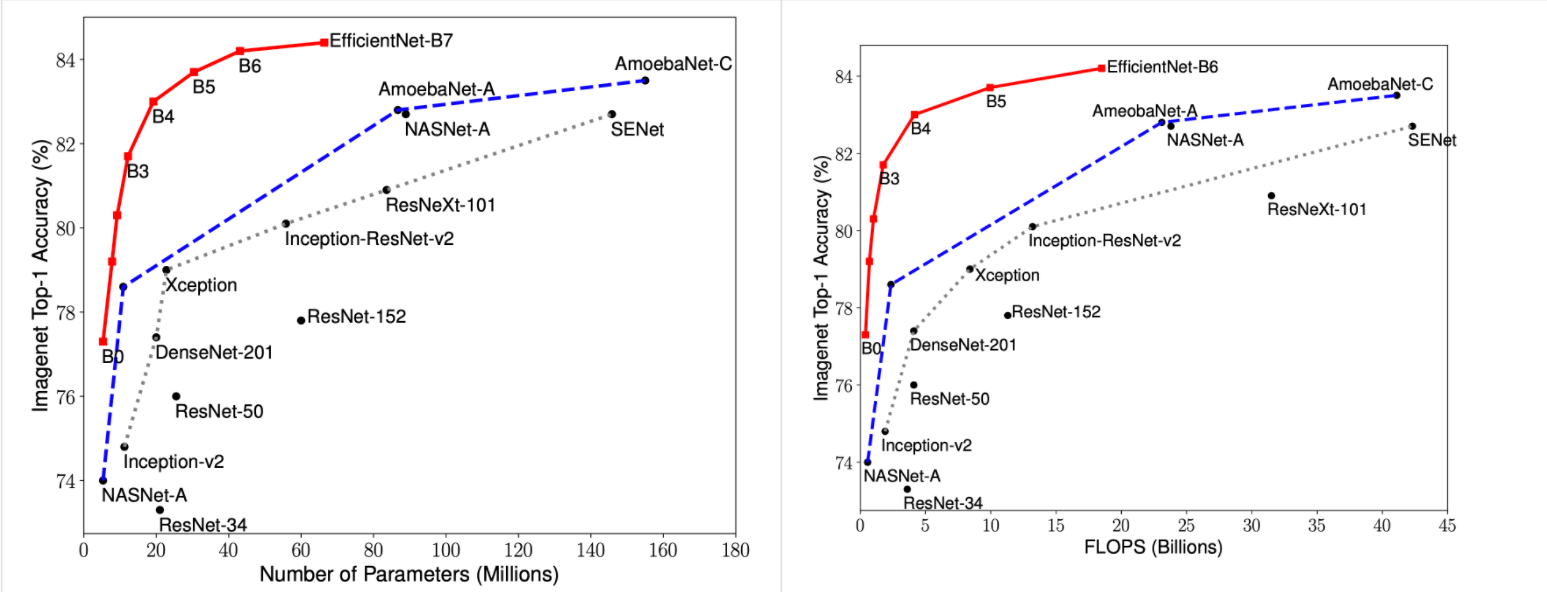 EfficientNet-B7
AmoebaNet-C
84
B6
B5
AmoebaNet-A
B4
NASNet-A
SENet
82
B3
ResNeXt-101
80
Inception-ResNet-v2
Xception
78
ResNet-152
B0
DenseNet-201
76
ResNet-50
Inception-v2
74
NASNet-A
ResNet-34
Imagenet Top-1 Accuracy (%)
0 20 40 60 80 100 120 140 160 180
Number of Parameters (Millions)
EfficientNet-B6
84
AmoebaNet-C
B5
AmeobaNet-A
B4
NASNet-A
SENet
82
B3
ResNeXt-101
80
Inception-ResNet-v2
Xception
78
ResNet-152
B0
DenseNet-201
76
ResNet-50
Inception-v2
74
NASNet-A
ResNet-34
Imagenet Top-1 Accuracy (%)
0 5 10 15 20 25 30 35 40 45
FLOPS (Billions)